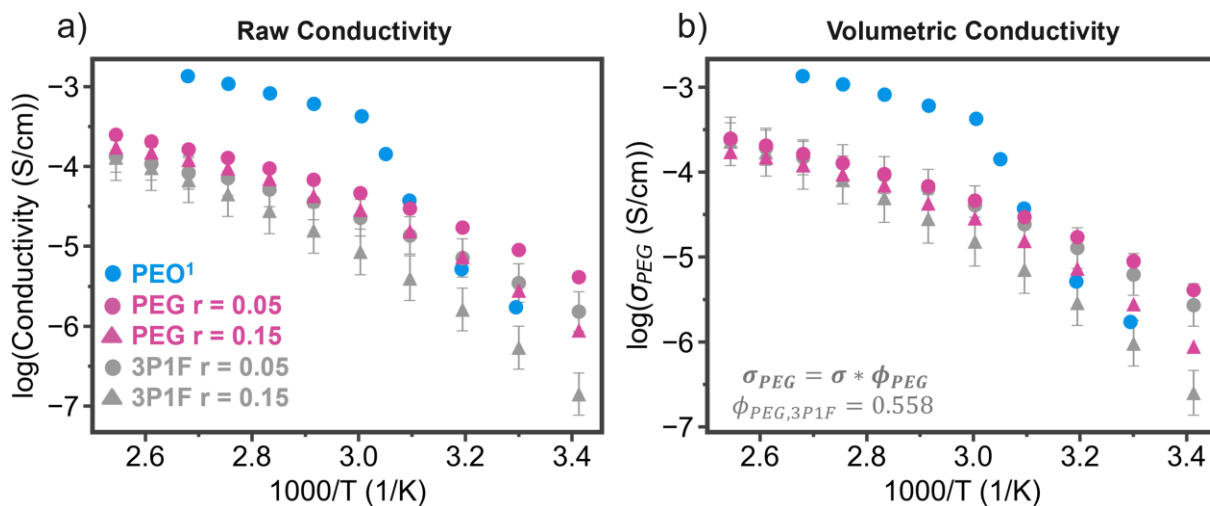 a)
Raw Conductivity
log(Conductivity (S/cm))
−3
−4
−5
−6
−7
PEO¹
PEG r = 0.05
PEG r = 0.15
3P1F r = 0.05
3P1F r = 0.15
2.6 2.8 3.0 3.2 3.4
1000/T (1/K)
b)
Volumetric Conductivity
log(σPEG) (S/cm)
−3
−4
−5
−6
−7
σPEG = σ * ϕPEG
ϕPEG,3P1F = 0.558
2.6 2.8 3.0 3.2 3.4
1000/T (1/K)